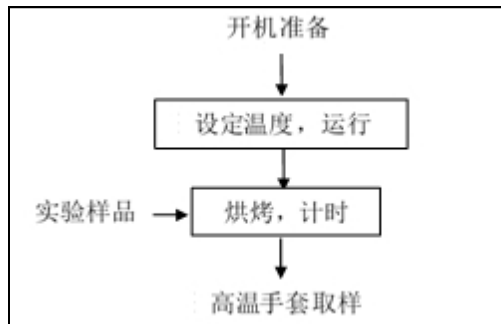 开机准备
设定温度，运行
实验样品
烘烤，计时
高温手套取样